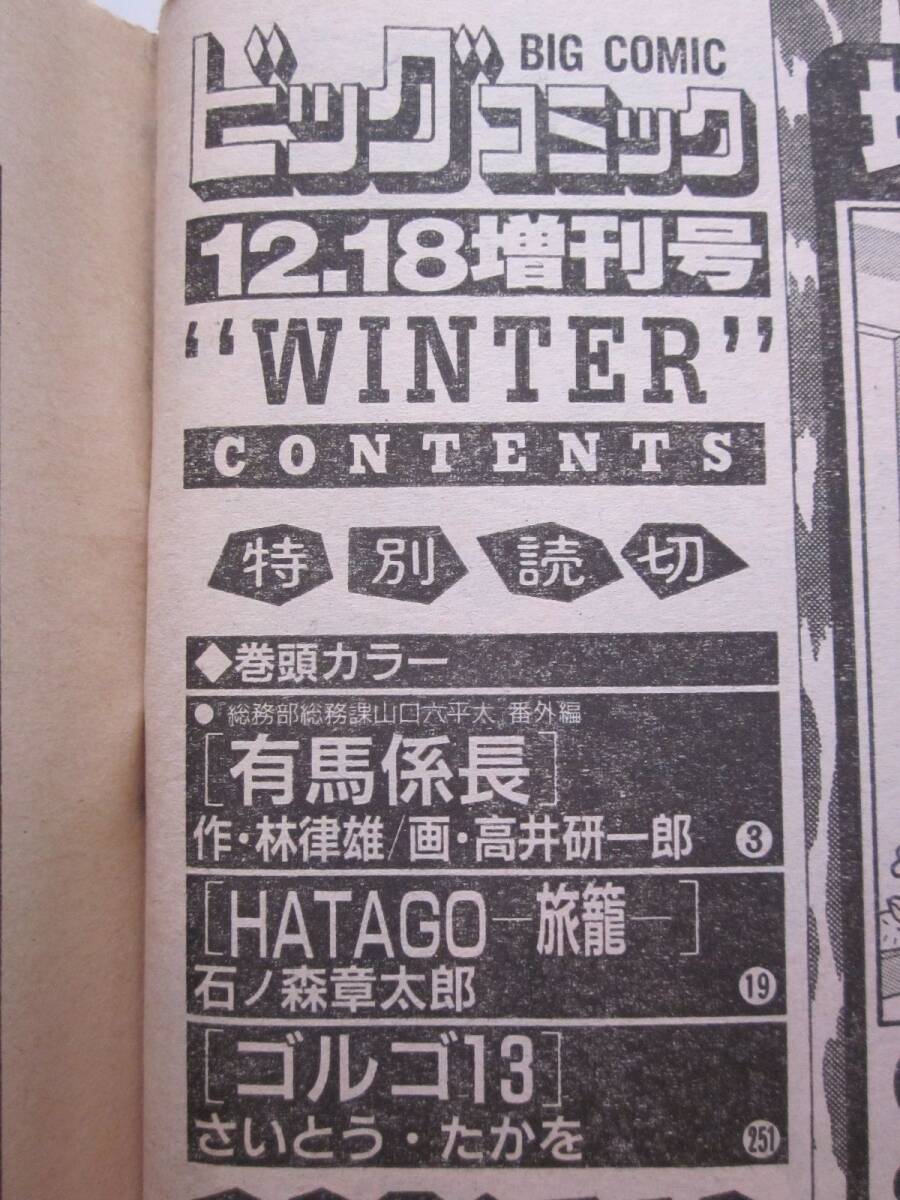 BIG COMIC
ビッグコミック
12.18増刊号
“WINTER”
CONTENTS
特別読切
◆巻頭カラー
●『総務部総務課山口六平太』番外編
[有馬係長]
作・林律雄/画・高井研一郎 3
[HATAGO―旅籠―]
石ノ森章太郎 19
[ゴルゴ13]
さいとう・たかを 251